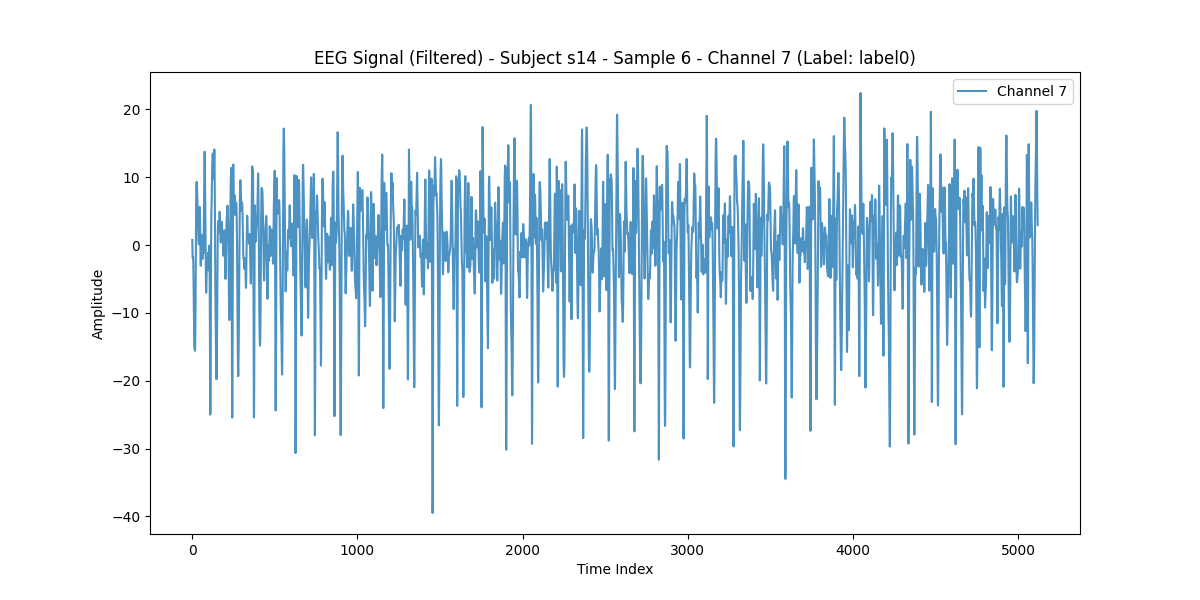 EEG Signal (Filtered) - Subject s14 - Sample 6 - Channel 7 (Label: label0)
Channel 7
20
10
0
−10
−20
−30
−40
Amplitude
0 1000 2000 3000 4000 5000
Time Index